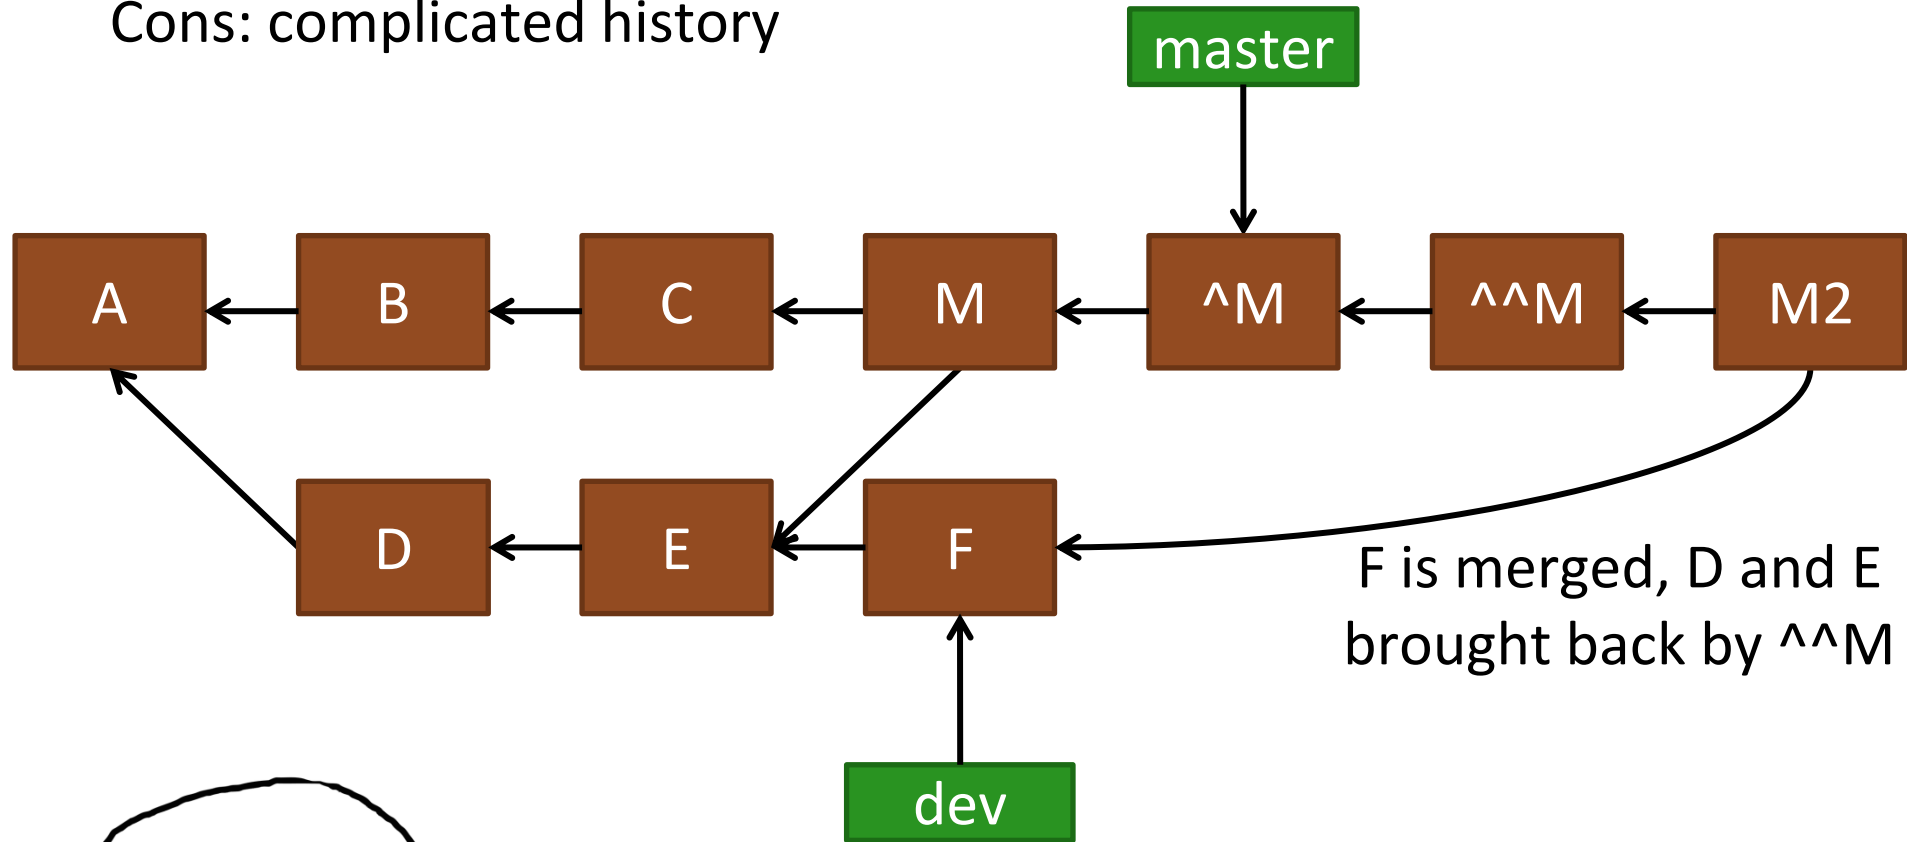 Cons: complicated history
master
A
B
C
M
^M
^^M
M2
D
E
F
F is merged, D and E
brought back by ^^M
dev